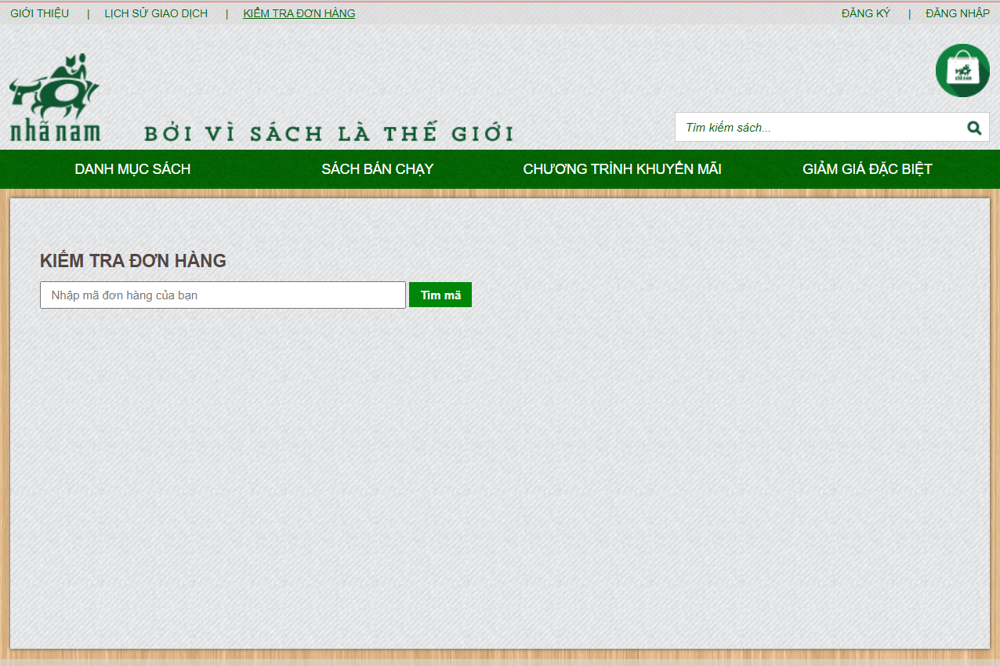 GIỚI THIỆU | LỊCH SỬ GIAO DỊCH | KIỂM TRA ĐƠN HÀNG ĐĂNG KÝ | ĐĂNG NHẬP
nhã nam
nhã nam BỞI VÌ SÁCH LÀ THẾ GIỚI
Tìm kiếm sách...
DANH MỤC SÁCH SÁCH BÁN CHẠY CHƯƠNG TRÌNH KHUYẾN MÃI GIẢM GIÁ ĐẶC BIỆT
KIỂM TRA ĐƠN HÀNG
Nhập mã đơn hàng của bạn Tìm mã